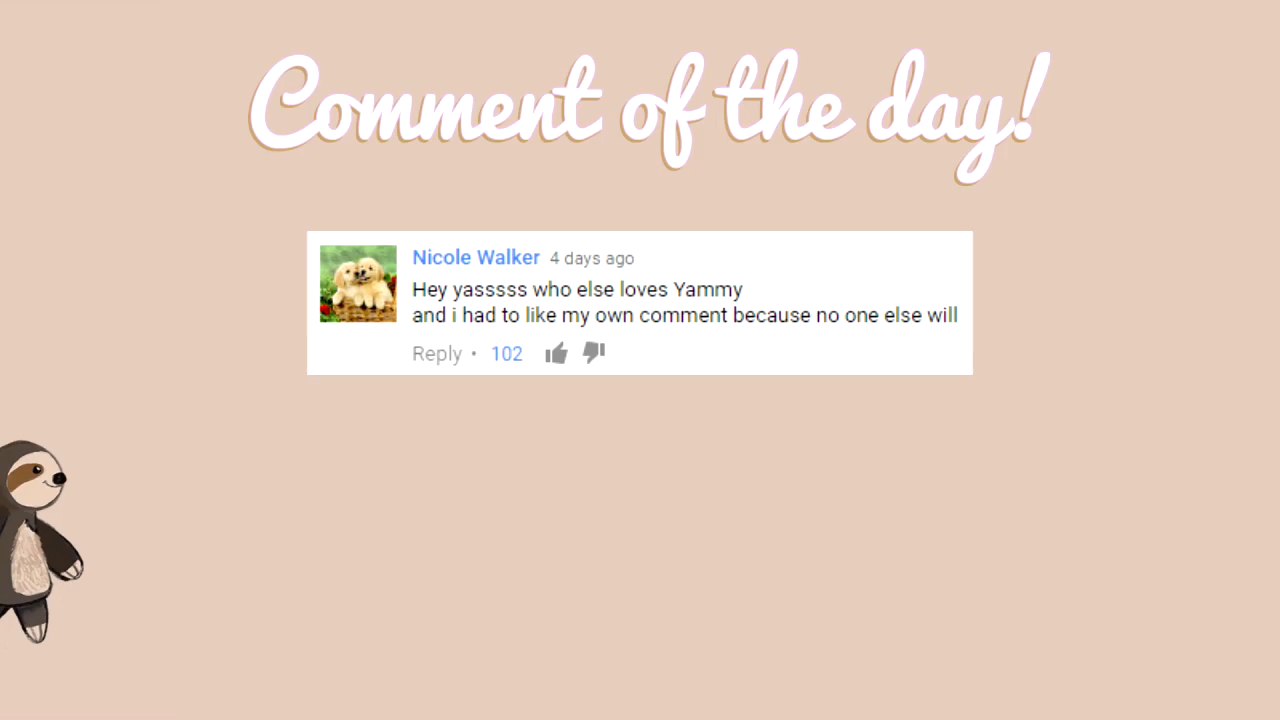 Comment of the day!
Nicole Walker 4 days ago
Hey yasssss who else loves Yammy
and i had to like my own comment because no one else will
Reply • 102